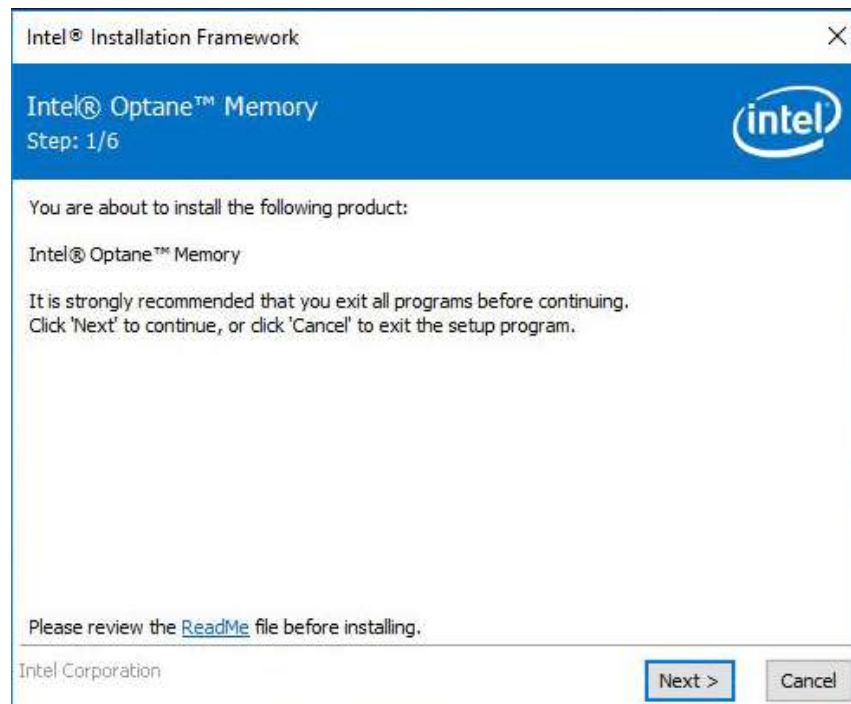 Intel® Installation Framework
Intel® Optane™ Memory
Step: 1/6
intel
You are about to install the following product:
Intel® Optane™ Memory
It is strongly recommended that you exit all programs before continuing.
Click 'Next' to continue, or click 'Cancel' to exit the setup program.
Please review the ReadMe file before installing.
Intel Corporation
Next >
Cancel